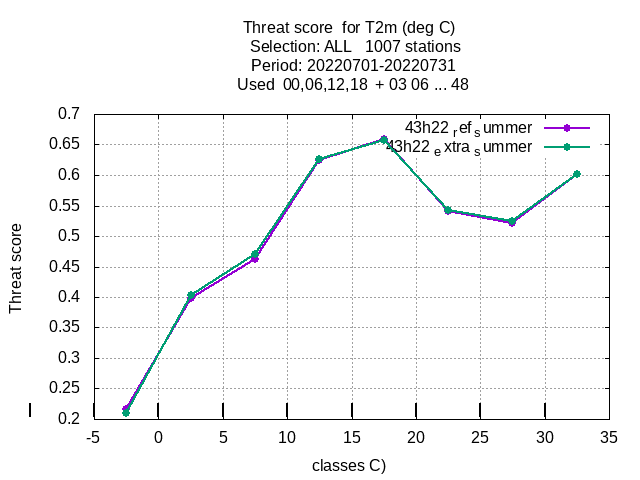 Threat score  for T2m (deg C)
Selection: ALL   1007 stations
Period: 20220701-20220731
Used  00,06,12,18  + 03 06 ... 48
43h22 ref summer
43h22 extra summer
Threat score
0.7
0.65
0.6
0.55
0.5
0.45
0.4
0.35
0.3
0.25
0.2
-5
0
5
10
15
20
25
30
35
classes C)